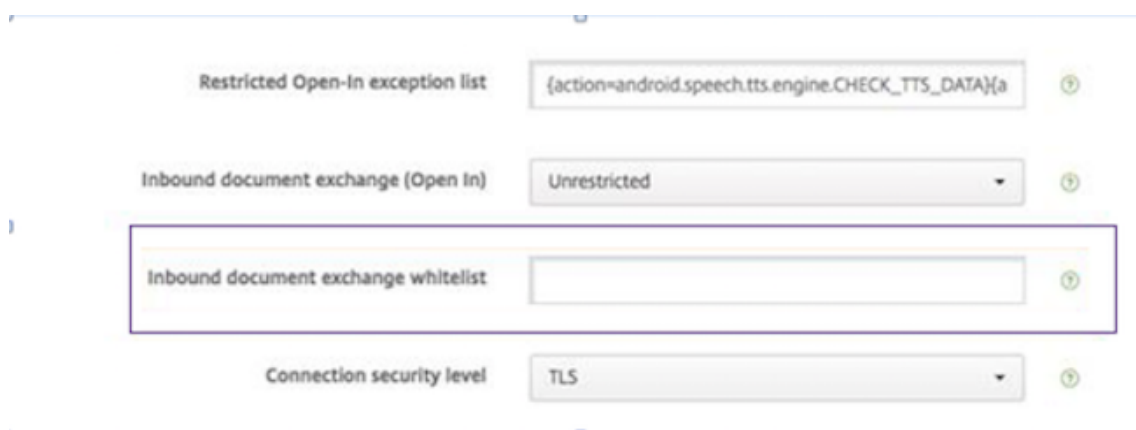 Restricted Open-In exception list
{action=android.speech.tts.engine.CHECK_TTS_DATA}{a
Inbound document exchange (Open In)
Unrestricted
Inbound document exchange whitelist
Connection security level
TLS